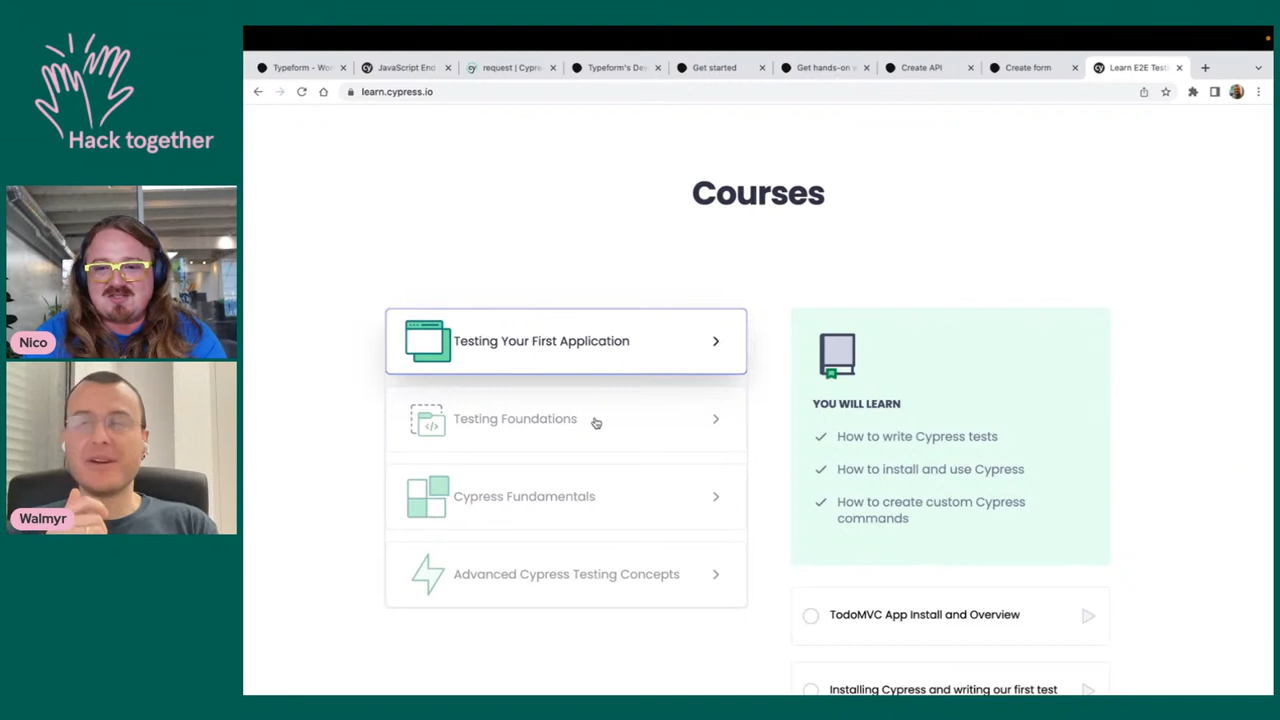 Hack together
Typeform - Wor
JavaScript End
request | Cypre
Typeform's Dev
Get started
Get hands-on w
Create API
Create form
Learn E2E Test
learn.cypress.io
Courses
Testing Your First Application
Testing Foundations
Cypress Fundamentals
Advanced Cypress Testing Concepts
YOU WILL LEARN
How to write Cypress tests
How to install and use Cypress
How to create custom Cypress
commands
TodoMVC App Install and Overview
Installing Cypress and writing our first test
Nico
Walmyr